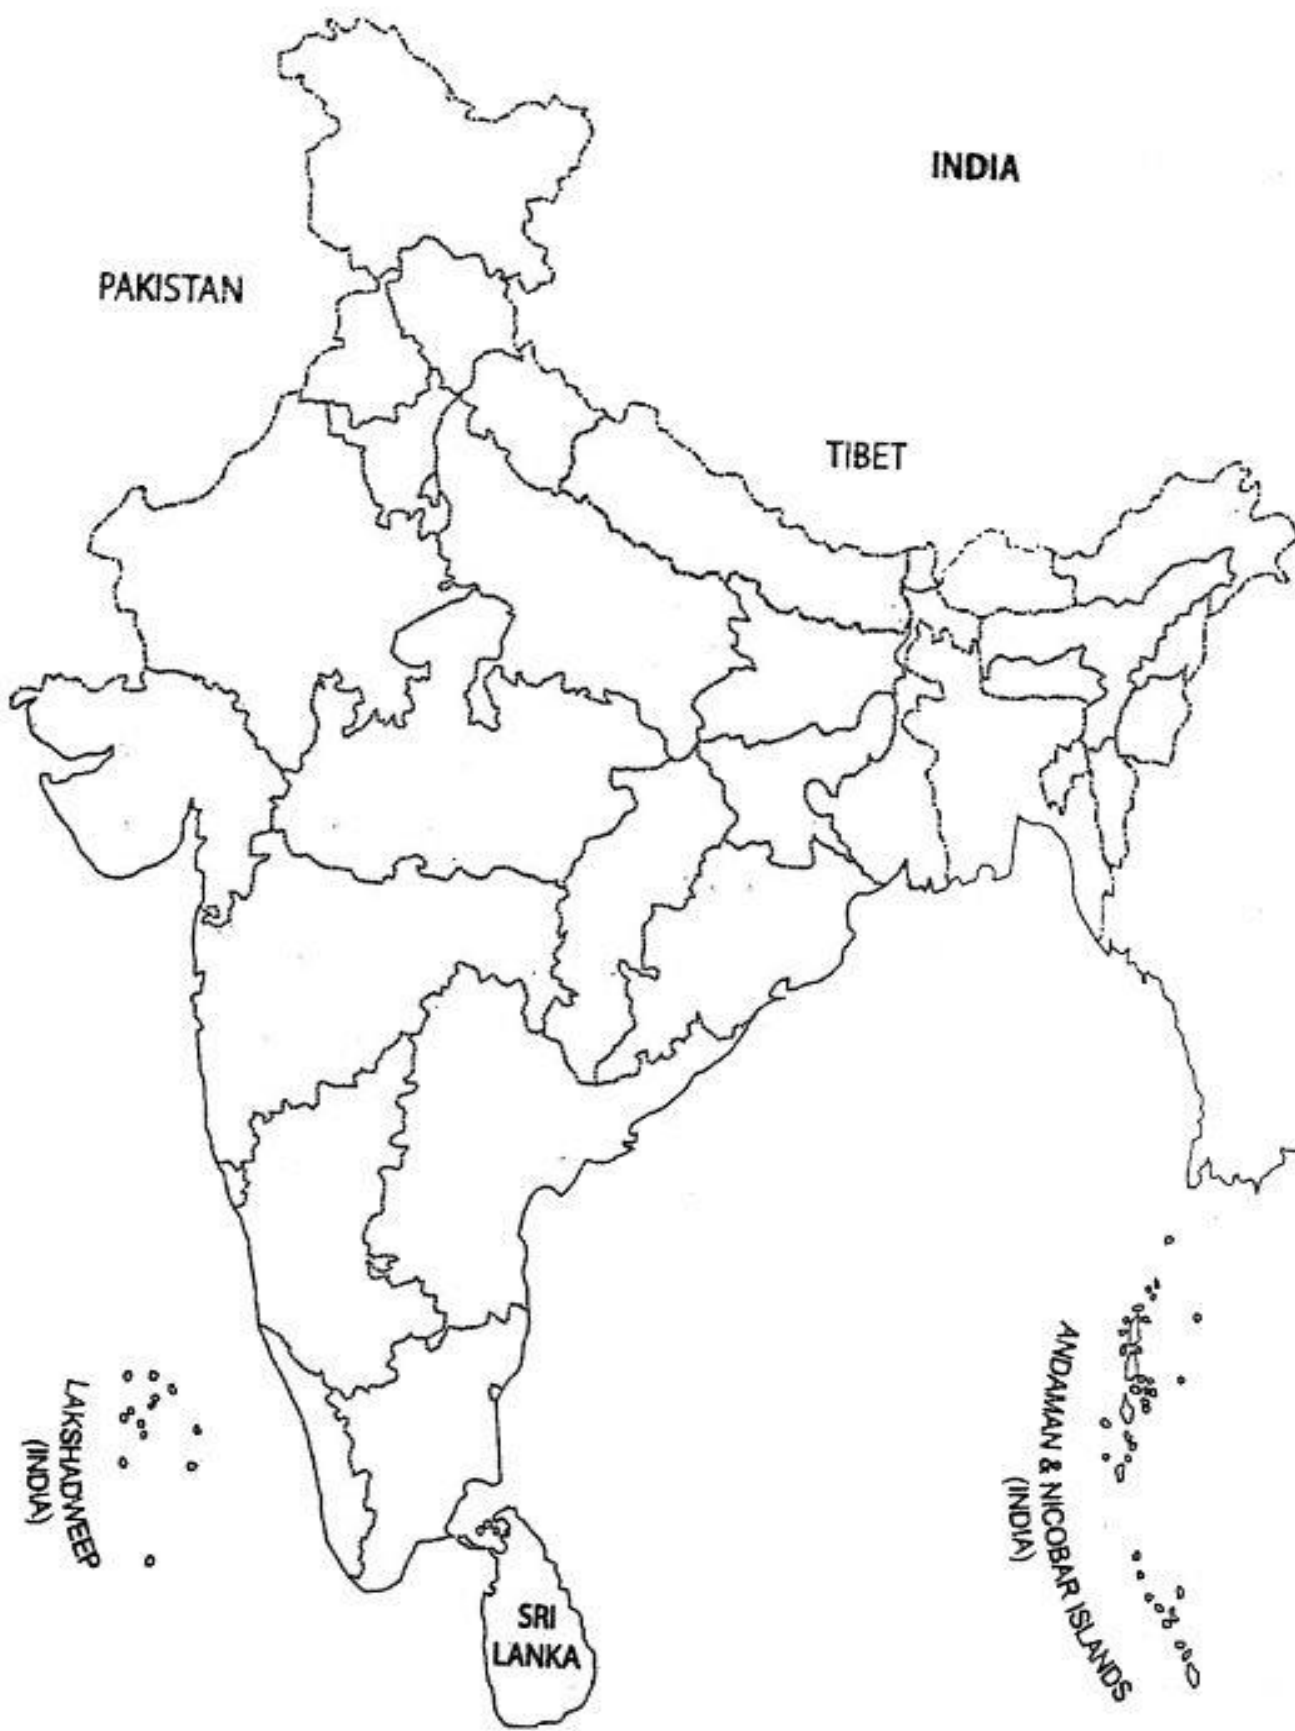 INDIA
PAKISTAN
TIBET
LAKSHADWEEP
(INDIA)
ANDAMAN & NICOBAR ISLANDS
(INDIA)
SRI
LANKA